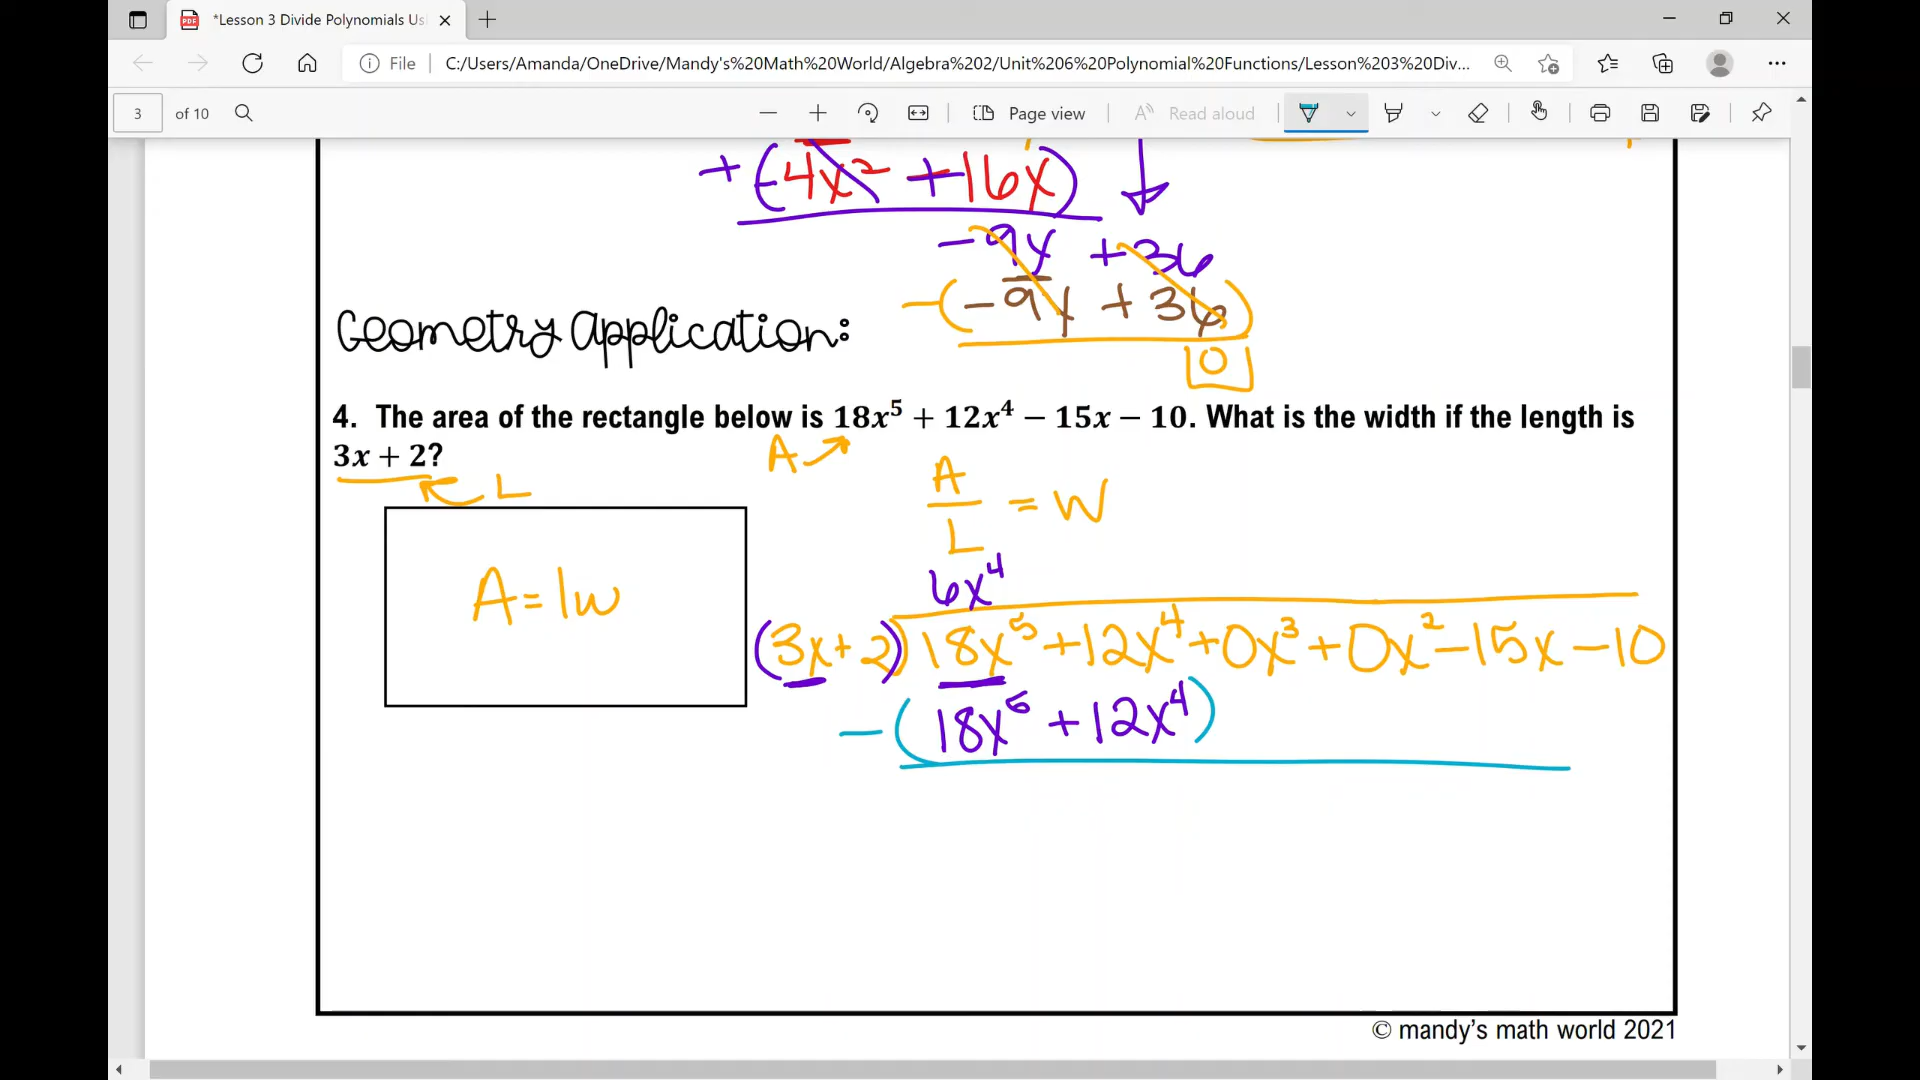 *Lesson 3 Divide Polynomials Us
File C:/Users/Amanda/OneDrive/Mandy's%20Math%20World/Algebra%202/Unit%206%20Polynomial%20Functions/Lesson%203%20Div...
3 of 10 Page view Read aloud
+(-4x² +16x)
-9x +36
-(-9x +36)
0
Geometry Application:
4. The area of the rectangle below is 18x⁵ + 12x⁴ − 15x − 10. What is the width if the length is
3x + 2?
A
L
A/L = W
A=lw
6x⁴
(3x+2) 18x⁵ +12x⁴ +0x³ +0x² -15x -10
-(18x⁵ +12x⁴)
© mandy's math world 2021